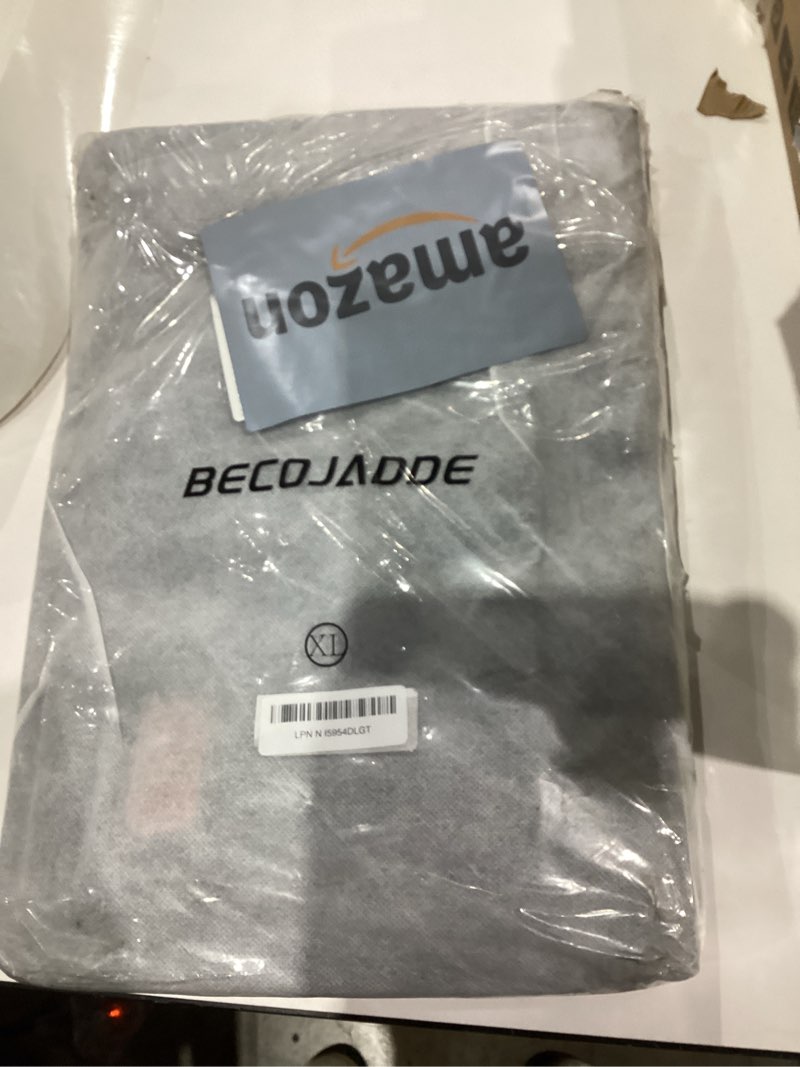 amazon
BECOJADDE
XL
LPN N I5954DLGT